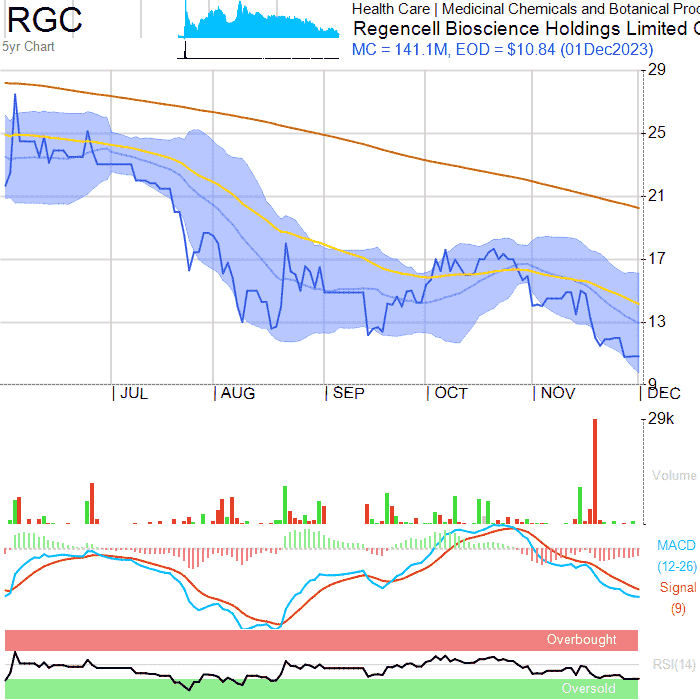 RGC
5yr Chart
Health Care | Medicinal Chemicals and Botanical Pro
Regencell Bioscience Holdings Limited
MC = 141.1M, EOD = $10.84 (01Dec2023)
29
25
21
17
13
9
JUL AUG SEP OCT NOV DEC
29k
Volume
MACD
(12-26)
Signal
(9)
Overbought
RSI(14)
Oversold